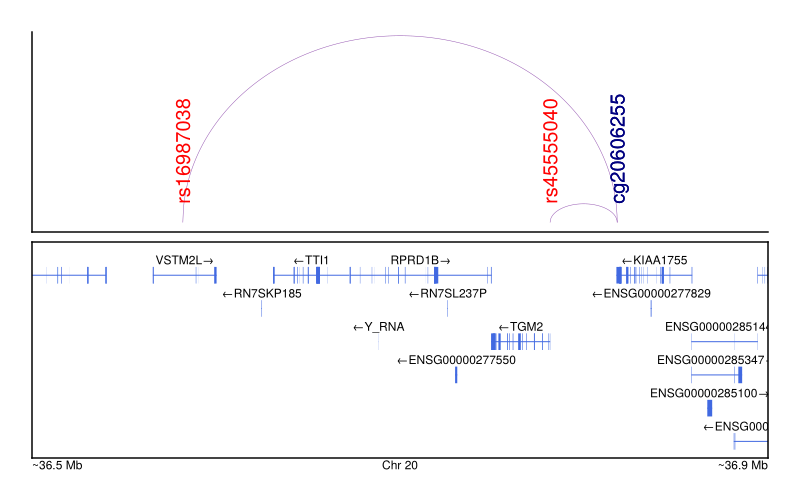 rs16987038
rs45555040
cg20606255
VSTM2L→ ←TTI1 RPRD1B→ ←KIAA1755
←RN7SKP185 ←RN7SL237P ←ENSG00000277829
←Y_RNA ←TGM2 ENSG0000028514
←ENSG00000277550 ENSG00000285347
ENSG00000285100→
←ENSG000
~36.5 Mb Chr 20 ~36.9 Mb